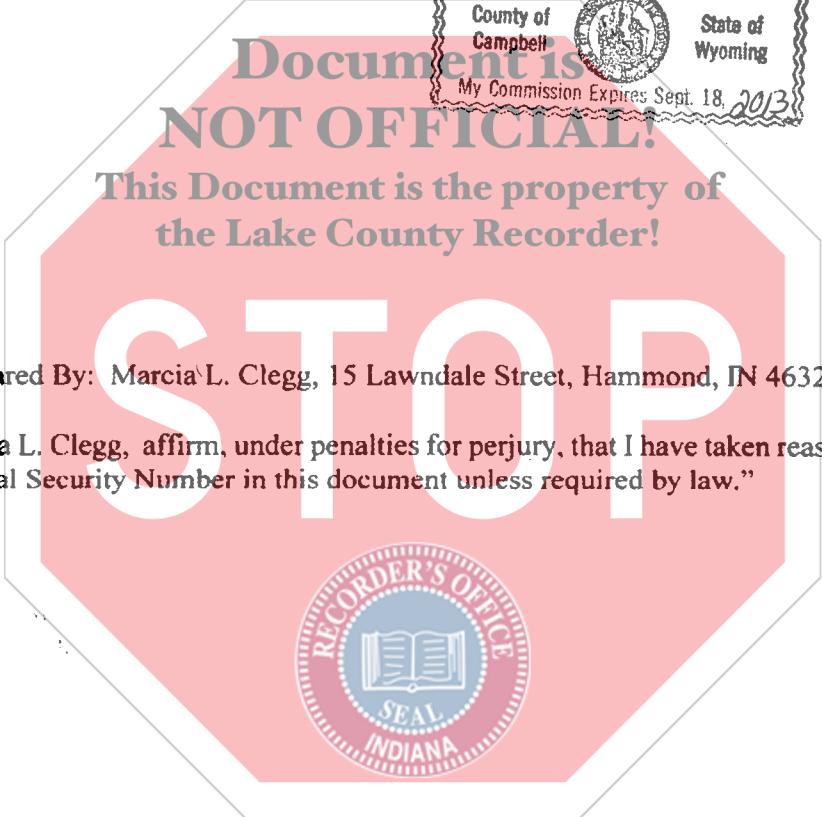 County of
State of
Campbell
Wyoming
My Commission Expires Sept. 18, 2013
Document is
NOT OFFICIAL!
This Document is the property of
the Lake County Recorder!
STOP
ared By: Marcia L. Clegg, 15 Lawndale Street, Hammond, IN 4632
a L. Clegg, affirm, under penalties for perjury, that I have taken reas
al Security Number in this document unless required by law.”
RECORDER'S OFFICE
SEAL
INDIANA